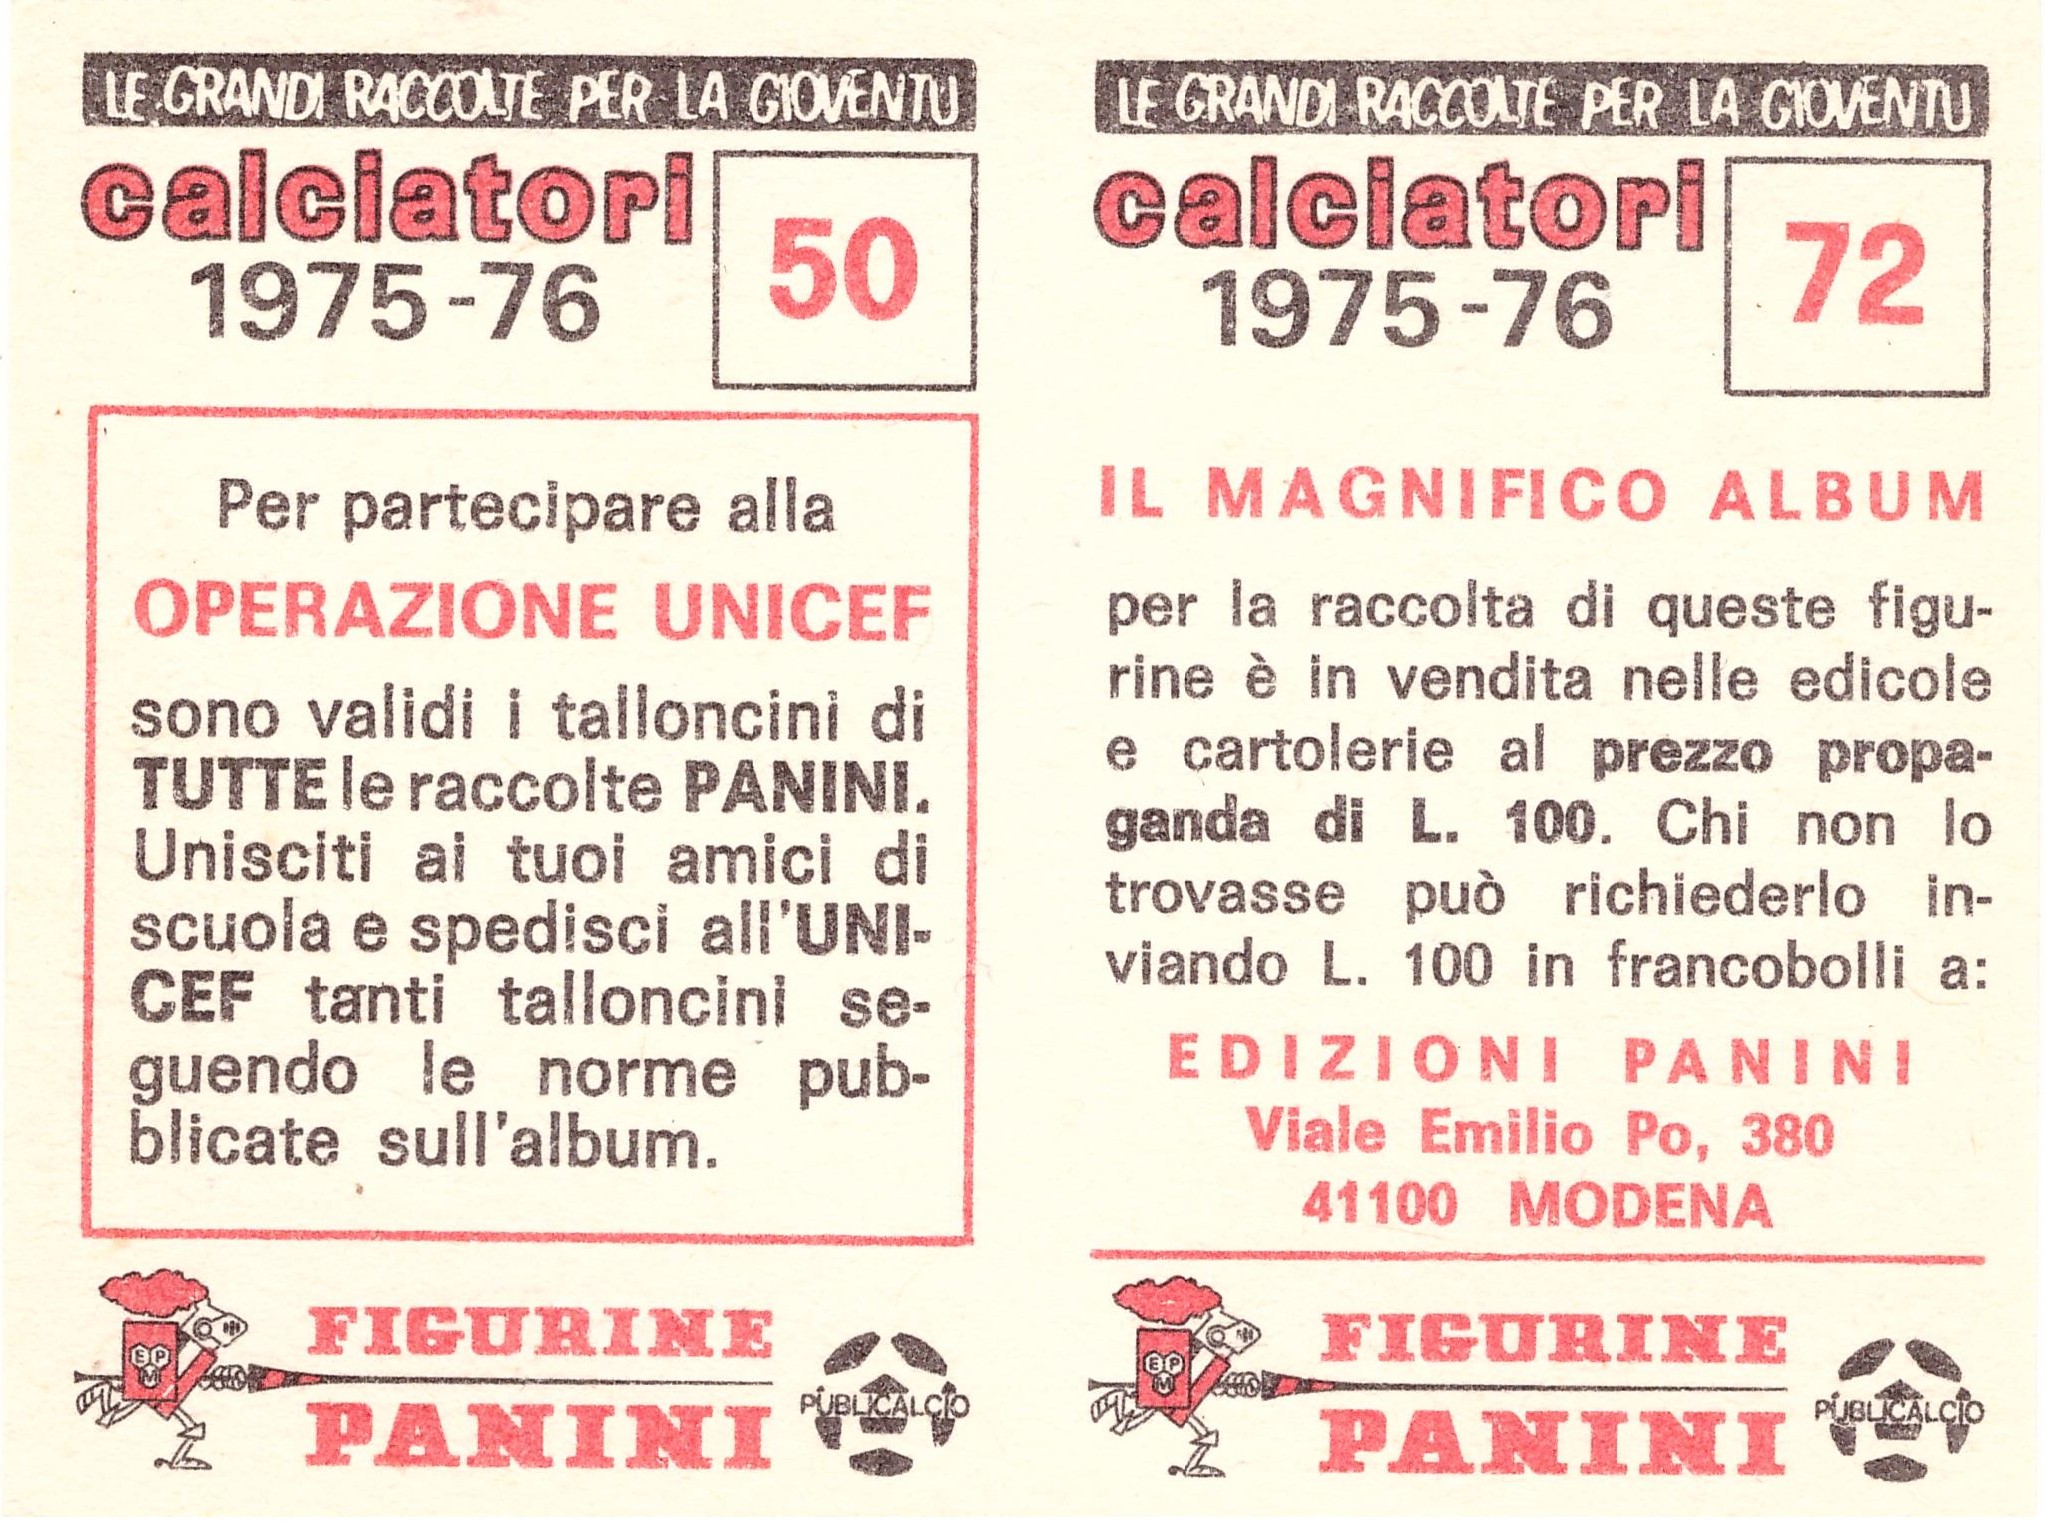 LE GRANDI RACCOLTE PER LA GIOVENTÙ
calciatori
1975-76
50
Per partecipare alla
OPERAZIONE UNICEF
sono validi i talloncini di
TUTTE le raccolte PANINI.
Unisciti ai tuoi amici di
scuola e spedisci all'UNI-
CEF tanti talloncini se-
guendo le norme pub-
blicate sull'album.
EPM
FIGURINE
PANINI
PUBLICALCIO
LE GRANDI RACCOLTE PER LA GIOVENTU
calciatori
1975-76
72
IL MAGNIFICO ALBUM
per la raccolta di queste figu-
rine è in vendita nelle edicole
e cartolerie al prezzo propa-
ganda di L. 100. Chi non lo
trovasse può richiederlo in-
viando L. 100 in francobolli a:
EDIZIONI PANINI
Viale Emilio Po, 380
41100 MODENA
EPM
FIGURINE
PANINI
PUBLICALCIO